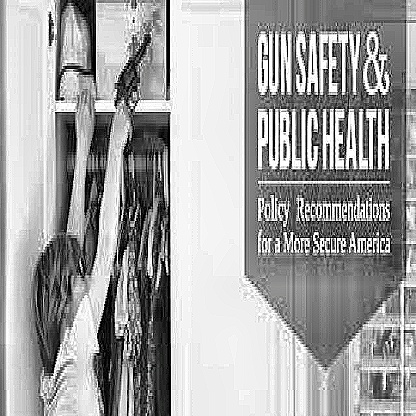 GUN SAFETY &
PUBLIC HEALTH
Policy Recommendations
for a More Secure America